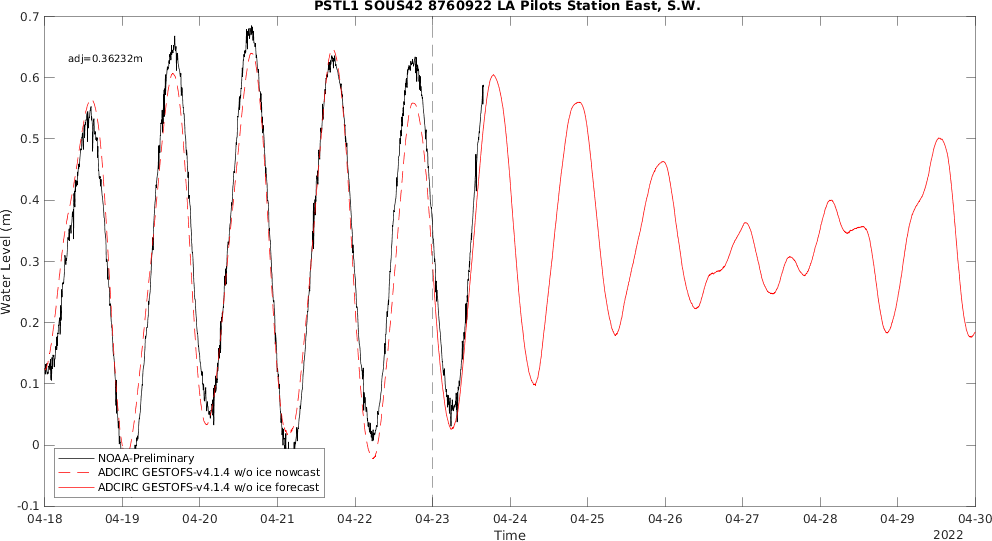 PSTL1 SOUS42 8760922 LA Pilots Station East, S.W.
0.7
adj=0.36232m
0.6
0.5
0.4
0.3
0.2
0.1
0
-0.1
Water Level (m)
NOAA-Preliminary
ADCIRC GESTOFS-v4.1.4 w/o ice nowcast
ADCIRC GESTOFS-v4.1.4 w/o ice forecast
04-18 04-19 04-20 04-21 04-22 04-23 04-24 04-25 04-26 04-27 04-28 04-29 04-30
Time
2022